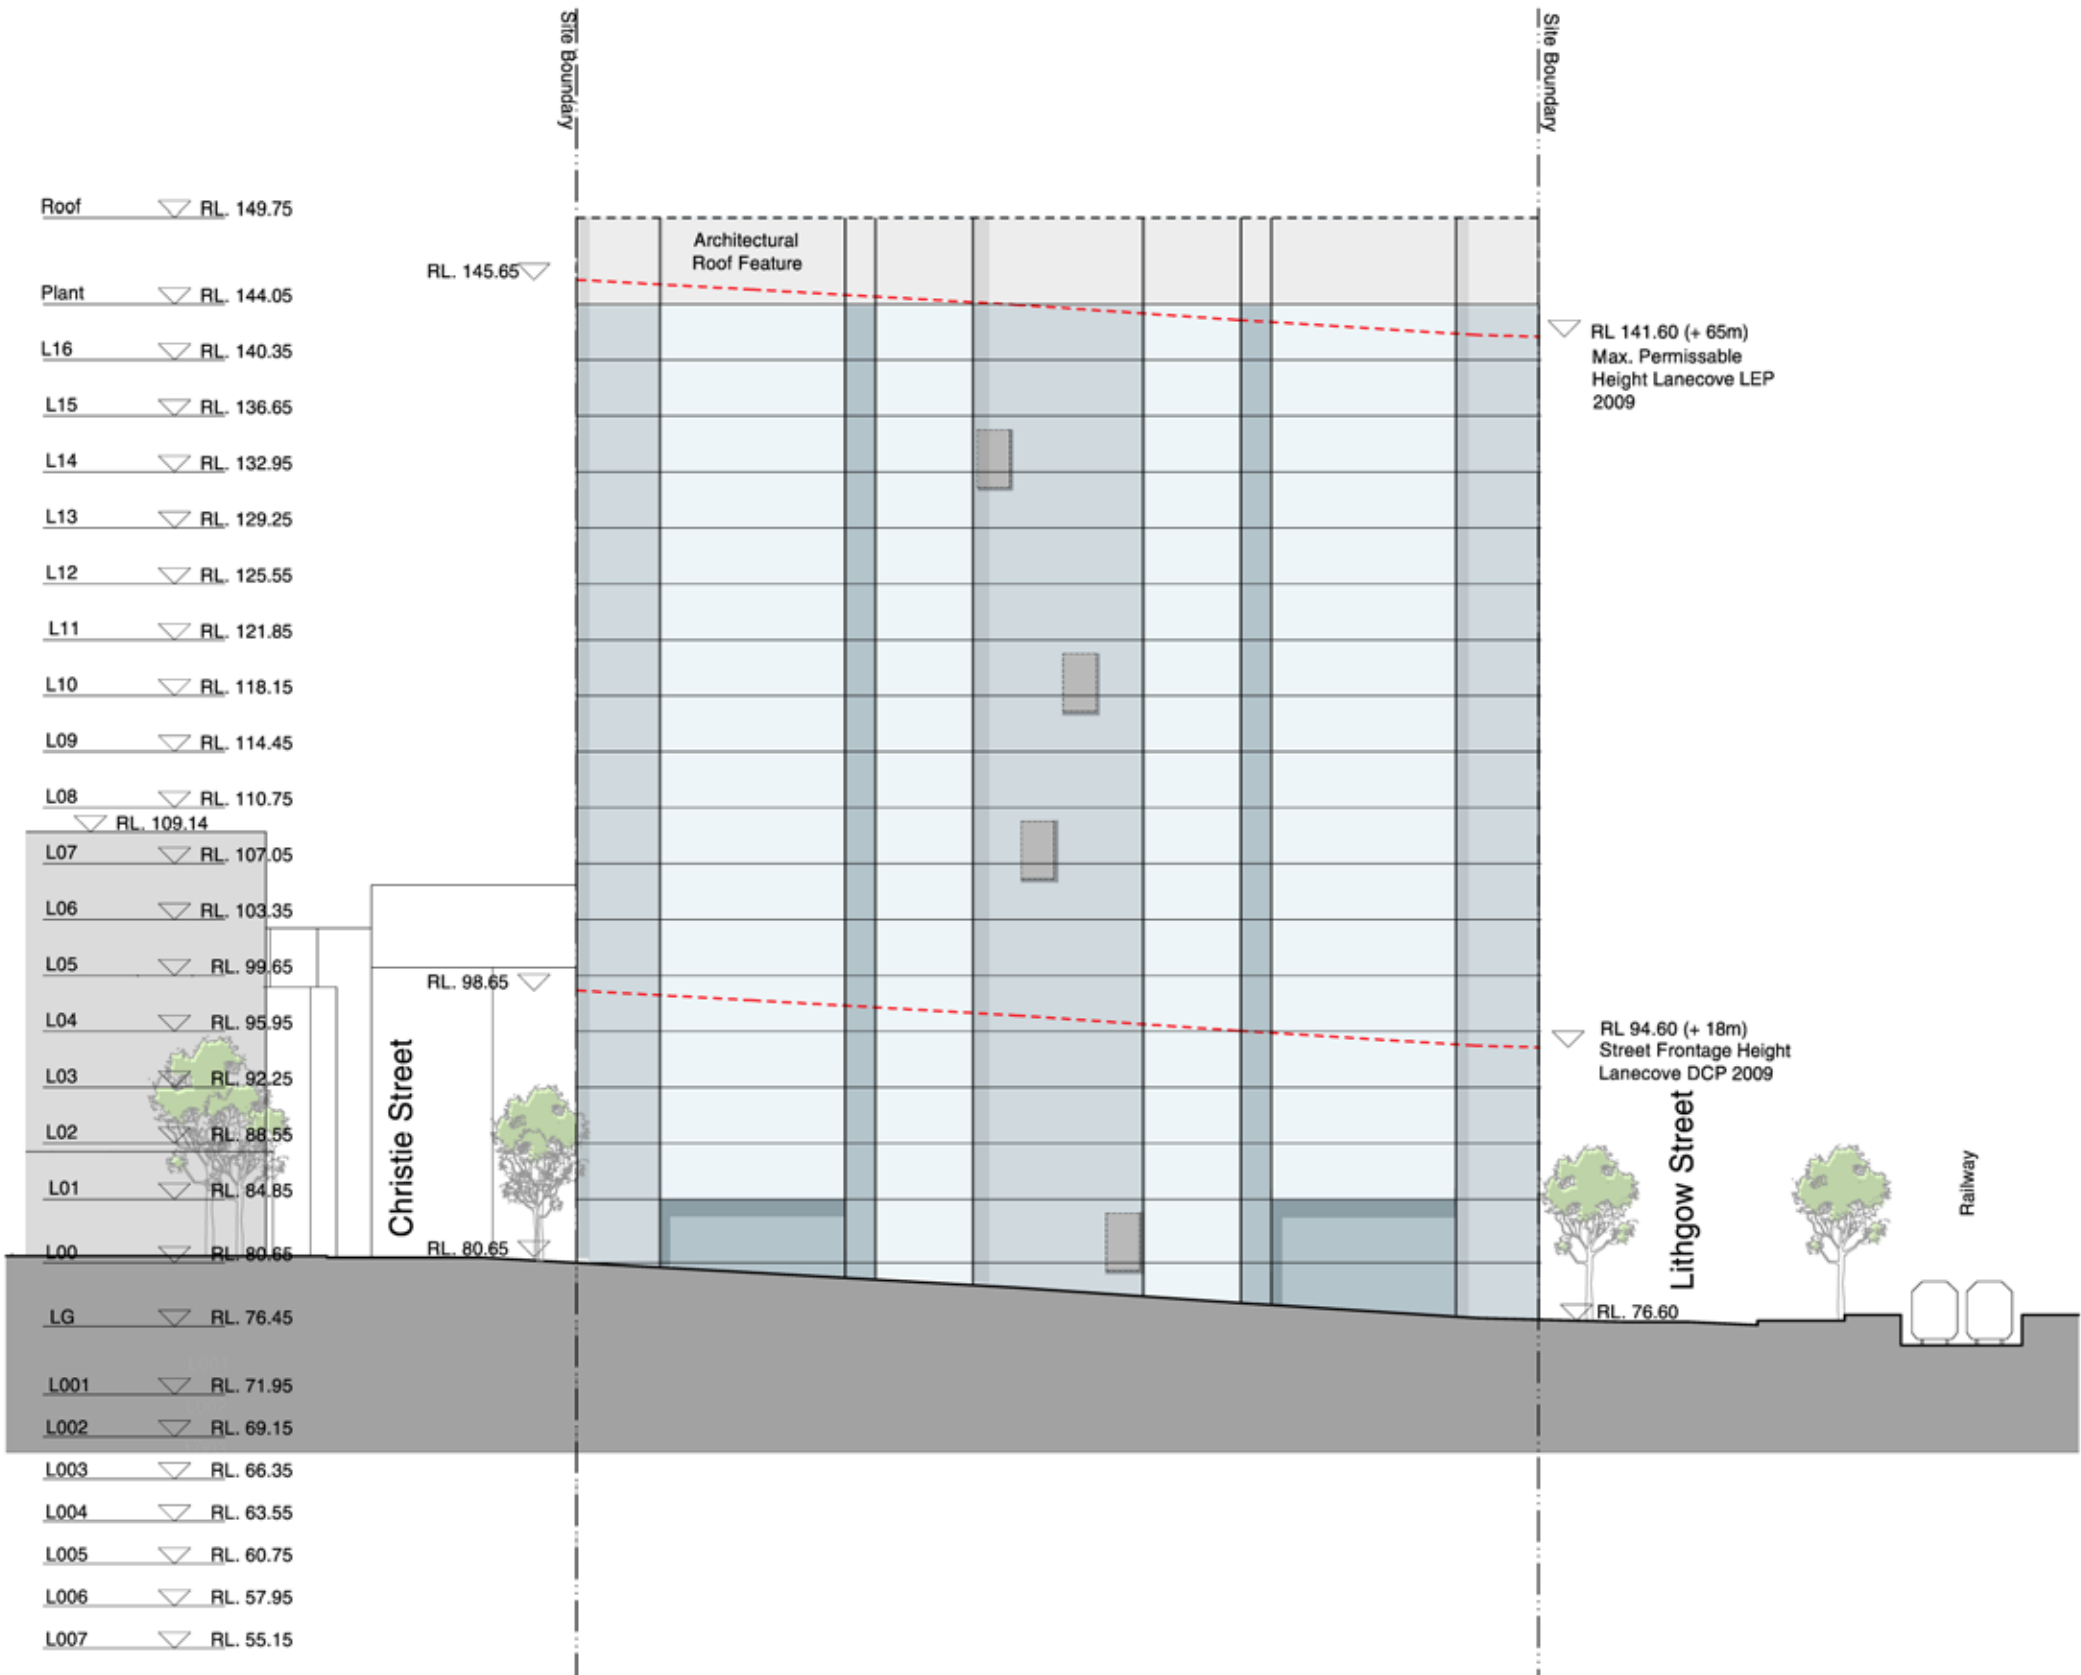 Site Boundary
Site Boundary
Roof RL. 149.75
Architectural
Roof Feature
RL. 145.65
Plant RL. 144.05
RL 141.60 (+ 65m)
Max. Permissable
Height Lanecove LEP
2009
L16 RL. 140.35
L15 RL. 136.65
L14 RL. 132.95
L13 RL. 129.25
L12 RL. 125.55
L11 RL. 121.85
L10 RL. 118.15
L09 RL. 114.45
L08 RL. 110.75
RL. 109.14
L07 RL. 107.05
L06 RL. 103.35
L05 RL. 99.65
RL. 98.65
L04 RL. 95.95
RL 94.60 (+ 18m)
Street Frontage Height
Lanecove DCP 2009
L03 RL. 92.25
L02 RL. 88.55
L01 RL. 84.85
Christie Street
Lithgow Street
Railway
L00 RL. 80.65
RL. 80.65
LG RL. 76.45
RL. 76.60
L001 RL. 71.95
L002 RL. 69.15
L003 RL. 66.35
L004 RL. 63.55
L005 RL. 60.75
L006 RL. 57.95
L007 RL. 55.15